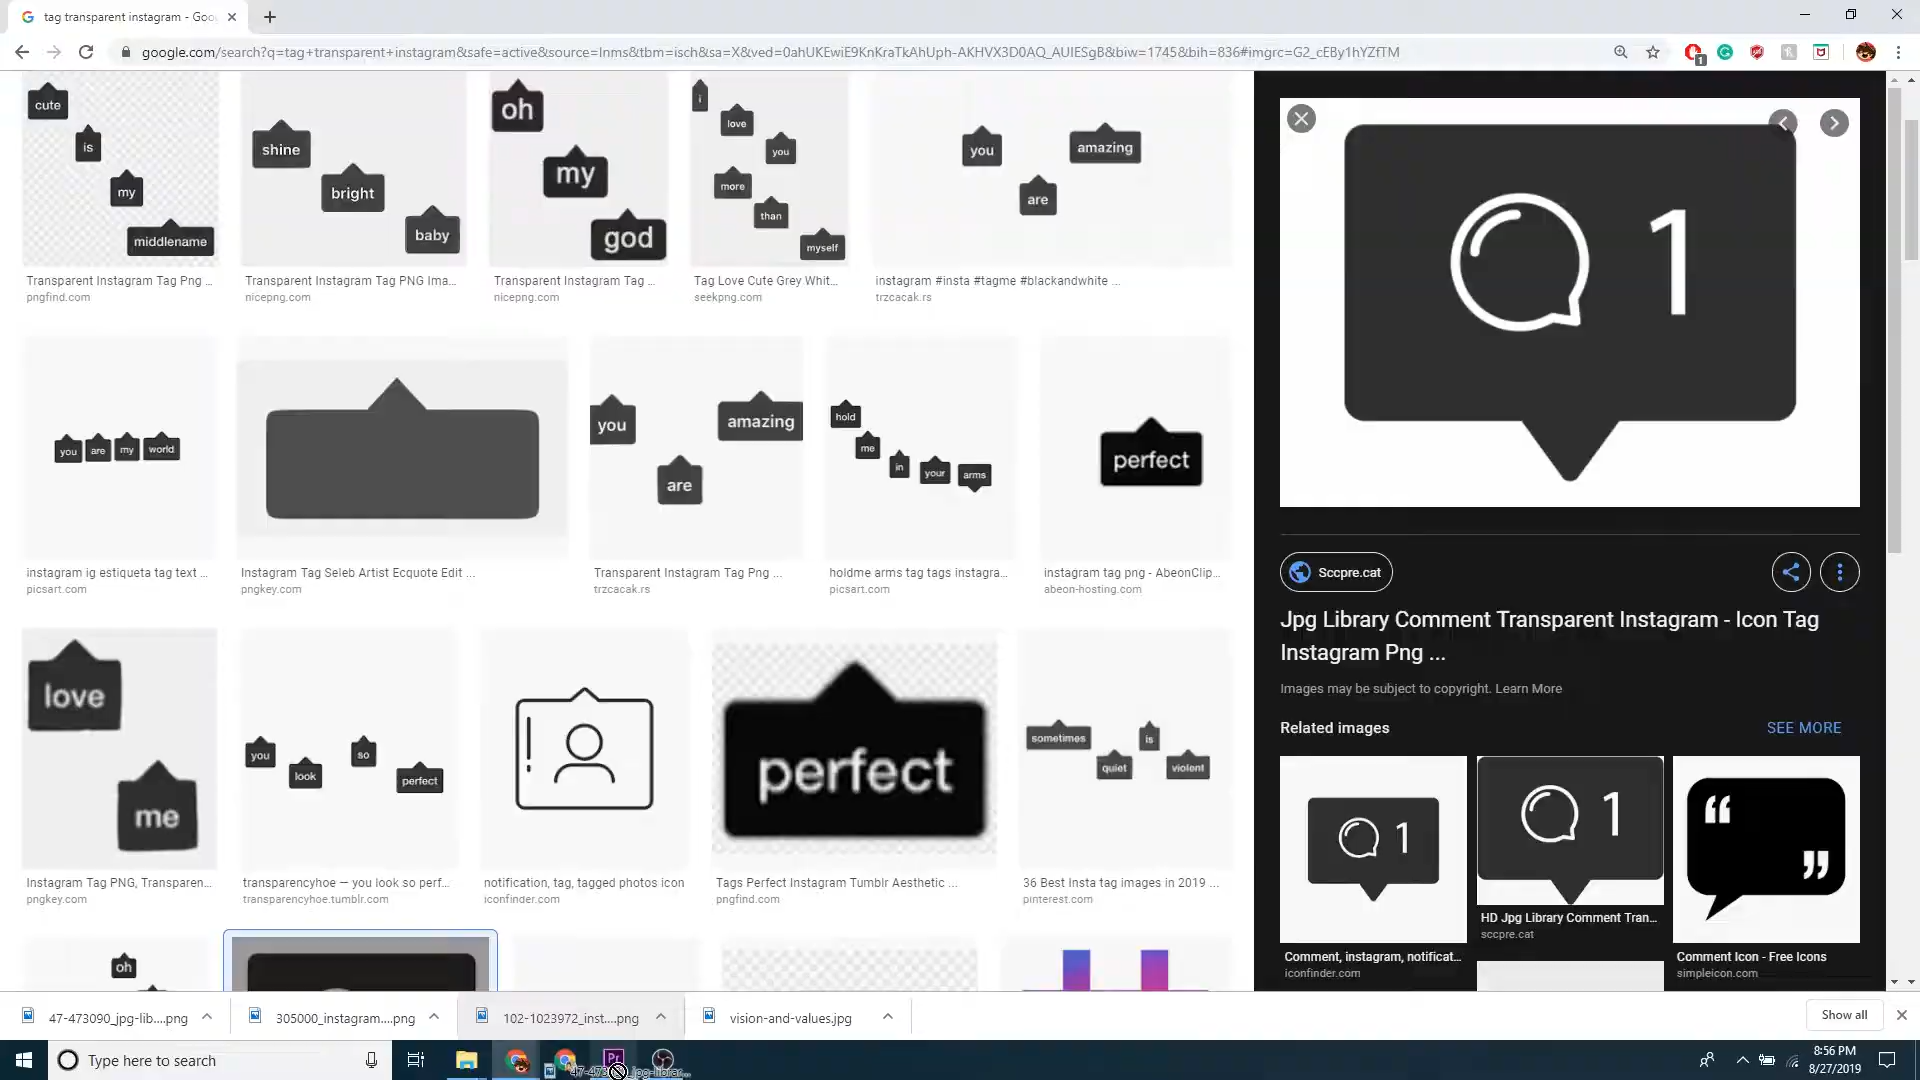 tag transparent instagram - Goo
google.com/search?q=tag+transparent+instagram&safe=active&source=lnms&tbm=isch&sa=X&ved=0ahUKEwiE9KnKraTkAhUph-AKHVX3D0AQ_AUIESgB&biw=1745&bih=836#imgrc=G2_cEBy1hYZfTM
1
cute
is
my
middlename
shine
bright
baby
oh
my
god
i
love
you
more
than
myself
you
are
amazing
Transparent Instagram Tag Png ...
pngfind.com
Transparent Instagram Tag PNG Ima...
nicepng.com
Transparent Instagram Tag ...
nicepng.com
Tag Love Cute Grey Whit...
seekpng.com
instagram #insta #tagme #blackandwhite ...
trzcacak.rs
you are my world
you
are
amazing
hold
me
in
your
arms
perfect
instagram ig estiqueta tag text ...
picsart.com
Instagram Tag Seleb Artist Ecquote Edit ...
pngkey.com
Transparent Instagram Tag Png ...
trzcacak.rs
holdme arms tag tags instagra...
picsart.com
instagram tag png - AbeonClip...
abeon-hosting.com
love
me
you
look
so
perfect
perfect
sometimes
quiet
is
violent
Instagram Tag PNG, Transparen...
pngkey.com
transparencyhoe — you look so perf...
transparencyhoe.tumblr.com
notification, tag, tagged photos icon
iconfinder.com
Tags Perfect Instagram Tumblr Aesthetic ...
pngfind.com
36 Best Insta tag images in 2019 ...
pinterest.com
oh
1
Sccpre.cat
Jpg Library Comment Transparent Instagram - Icon Tag
Instagram Png ...
Images may be subject to copyright. Learn More
Related images
SEE MORE
1
1
“
”
Comment, instagram, notificat...
iconfinder.com
HD Jpg Library Comment Tran...
sccpre.cat
Comment Icon - Free Icons
simpleicon.com
47-473090_jpg-lib....png
305000_instagram....png
102-1023972_inst....png
vision-and-values.jpg
Show all
Type here to search
Pr
8:56 PM
8/27/2019